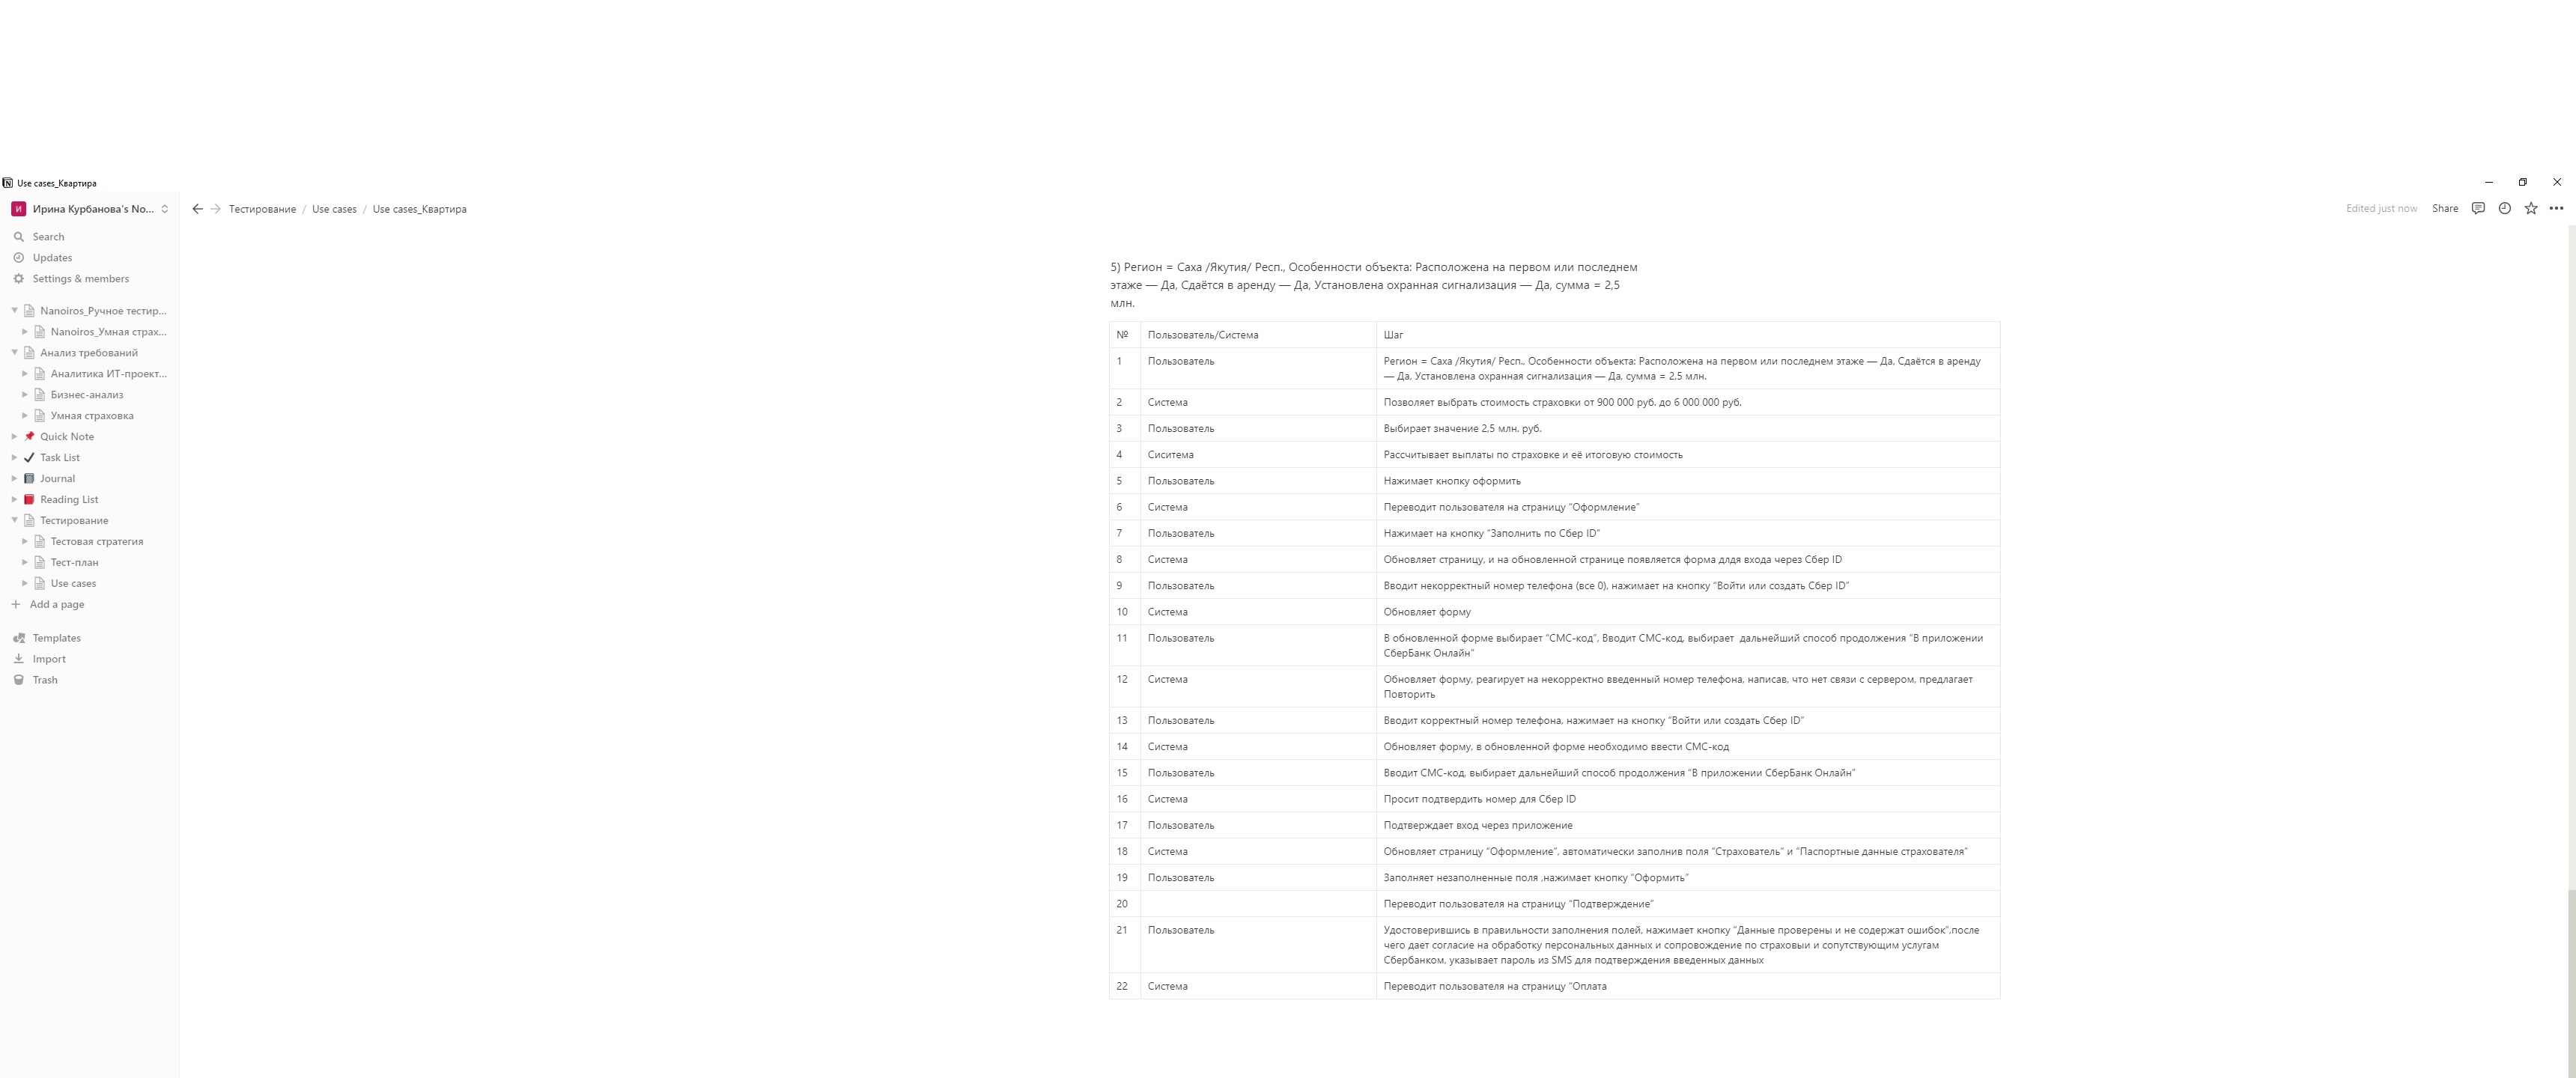 Use cases_Квартира
И Ирина Курбанова's No...
Тестирование / Use cases / Use cases_Квартира
Edited just now Share
Search
Updates
Settings & members
Nanoiros_Ручное тестир...
Nanoiros_Умная страх...
Анализ требований
Аналитика ИТ-проект...
Бизнес-анализ
Умная страховка
Quick Note
Task List
Journal
Reading List
Тестирование
Тестовая стратегия
Тест-план
Use cases
Add a page
Templates
Import
Trash
5) Регион = Саха /Якутия/ Респ., Особенности объекта: Расположена на первом или последнем
этаже — Да, Сдаётся в аренду — Да, Установлена охранная сигнализация — Да, сумма = 2,5
млн.
№ Пользователь/Система Шаг
1 Пользователь Регион = Саха /Якутия/ Респ., Особенности объекта: Расположена на первом или последнем этаже — Да, Сдаётся в аренду
— Да, Установлена охранная сигнализация — Да, сумма = 2,5 млн.
2 Система Позволяет выбрать стоимость страховки от 900 000 руб. до 6 000 000 руб.
3 Пользователь Выбирает значение 2,5 млн. руб.
4 Сиситема Рассчитывает выплаты по страховке и её итоговую стоимость
5 Пользователь Нажимает кнопку оформить
6 Система Переводит пользователя на страницу “Оформление”
7 Пользователь Нажимает на кнопку “Заполнить по Сбер ID”
8 Система Обновляет страницу, и на обновленной странице появляется форма длдя входа через Сбер ID
9 Пользователь Вводит некорректный номер телефона (все 0), нажимает на кнопку “Войти или создать Сбер ID”
10 Система Обновляет форму
11 Пользователь В обновленной форме выбирает “СМС-код”, Вводит СМС-код, выбирает  дальнейший способ продолжения “В приложении
СберБанк Онлайн”
12 Система Обновляет форму, реагирует на некорректно введенный номер телефона, написав, что нет связи с сервером, предлагает
Повторить
13 Пользователь Вводит корректный номер телефона, нажимает на кнопку “Войти или создать Сбер ID”
14 Система Обновляет форму, в обновленной форме необходимо ввести СМС-код
15 Пользователь Вводит СМС-код, выбирает дальнейший способ продолжения “В приложении СберБанк Онлайн”
16 Система Просит подтвердить номер для Сбер ID
17 Пользователь Подтверждает вход через приложение
18 Система Обновляет страницу “Оформление”, автоматически заполнив поля “Страхователь” и “Паспортные данные страхователя”
19 Пользователь Заполняет незаполненные поля ,нажимает кнопку “Оформить”
20 Переводит пользователя на страницу “Подтверждение”
21 Пользователь Удостоверившись в правильности заполнения полей, нажимает кнопку “Данные проверены и не содержат ошибок”,после
чего дает согласие на обработку персональных данных и сопровождение по страховыи и сопутствующим услугам
Сбербанком, указывает пароль из SMS для подтверждения введенных данных
22 Система Переводит пользователя на страницу “Оплата